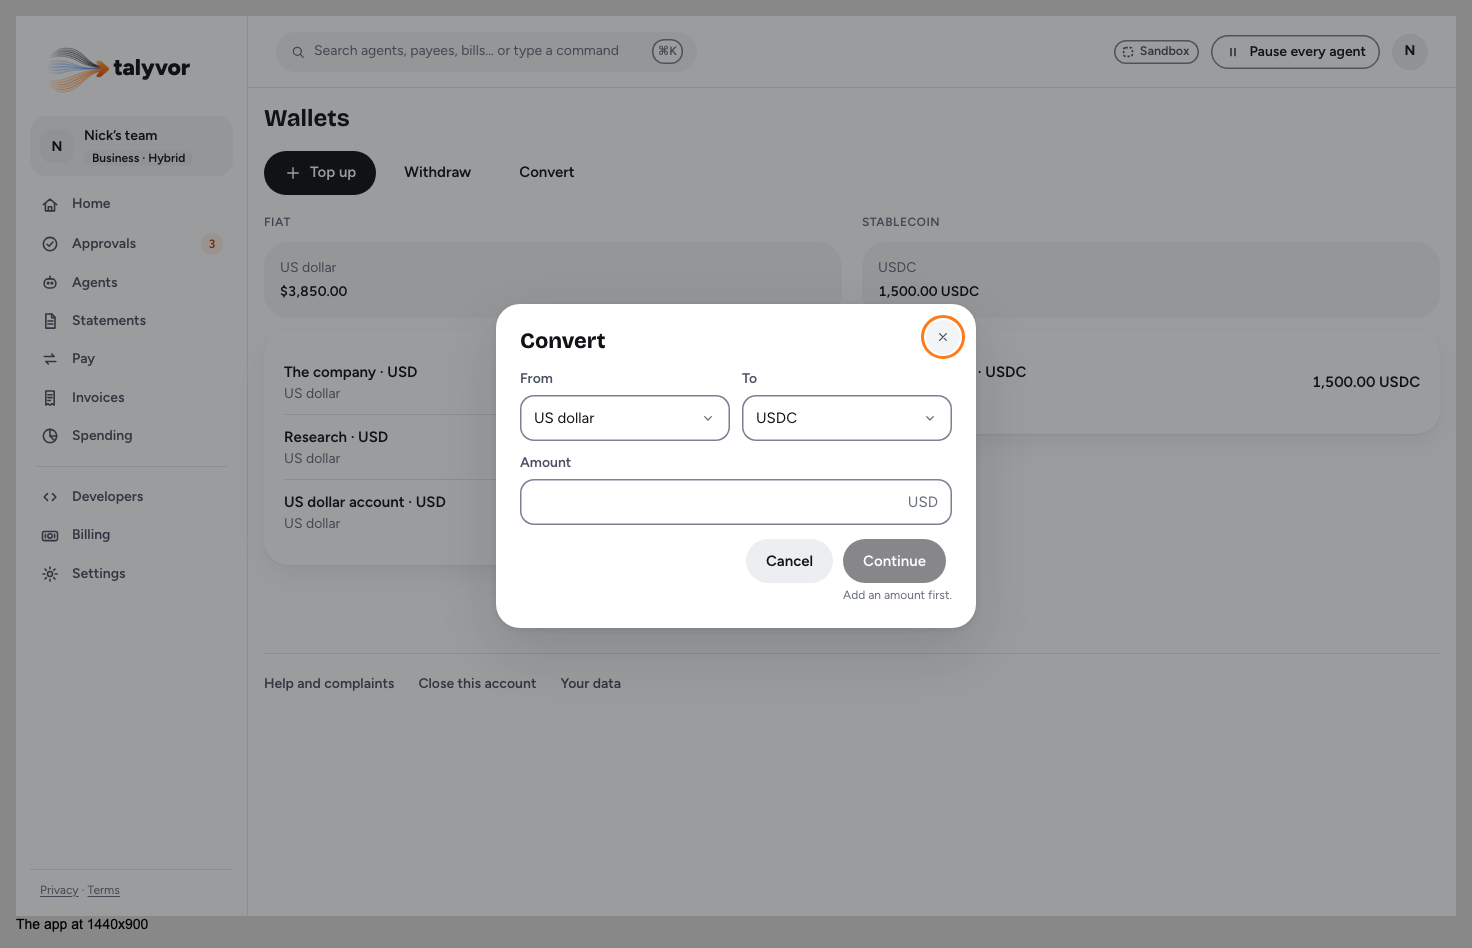 talyvor
Search agents, payees, bills... or type a command ⌘K
Sandbox
Pause every agent
N
N
Nick's team
Business · Hybrid
Home
Approvals 3
Agents
Statements
Pay
Invoices
Spending
Developers
Billing
Settings
Privacy · Terms
Wallets
Top up
Withdraw
Convert
FIAT
US dollar
$3,850.00
STABLECOIN
USDC
1,500.00 USDC
The company · USD
US dollar
Research · USD
US dollar
US dollar account · USD
US dollar
· USDC
1,500.00 USDC
Convert
From
US dollar
To
USDC
Amount
USD
Cancel
Continue
Add an amount first.
Help and complaints
Close this account
Your data
The app at 1440x900